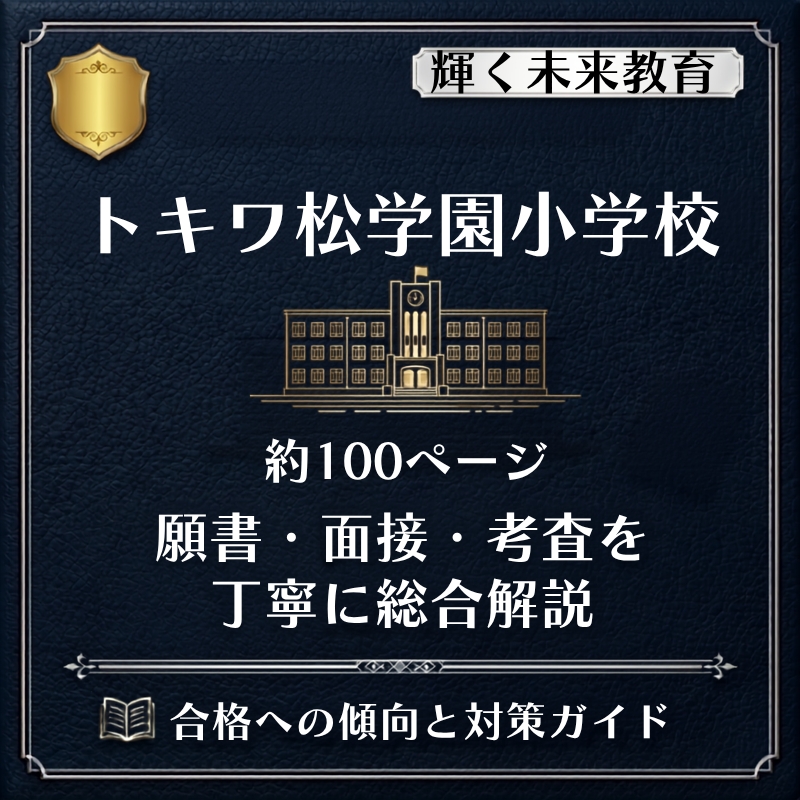 輝く未来教育
トキワ松学園小学校
約100ページ
願書・面接・考査を
丁寧に総合解説
合格への傾向と対策ガイド